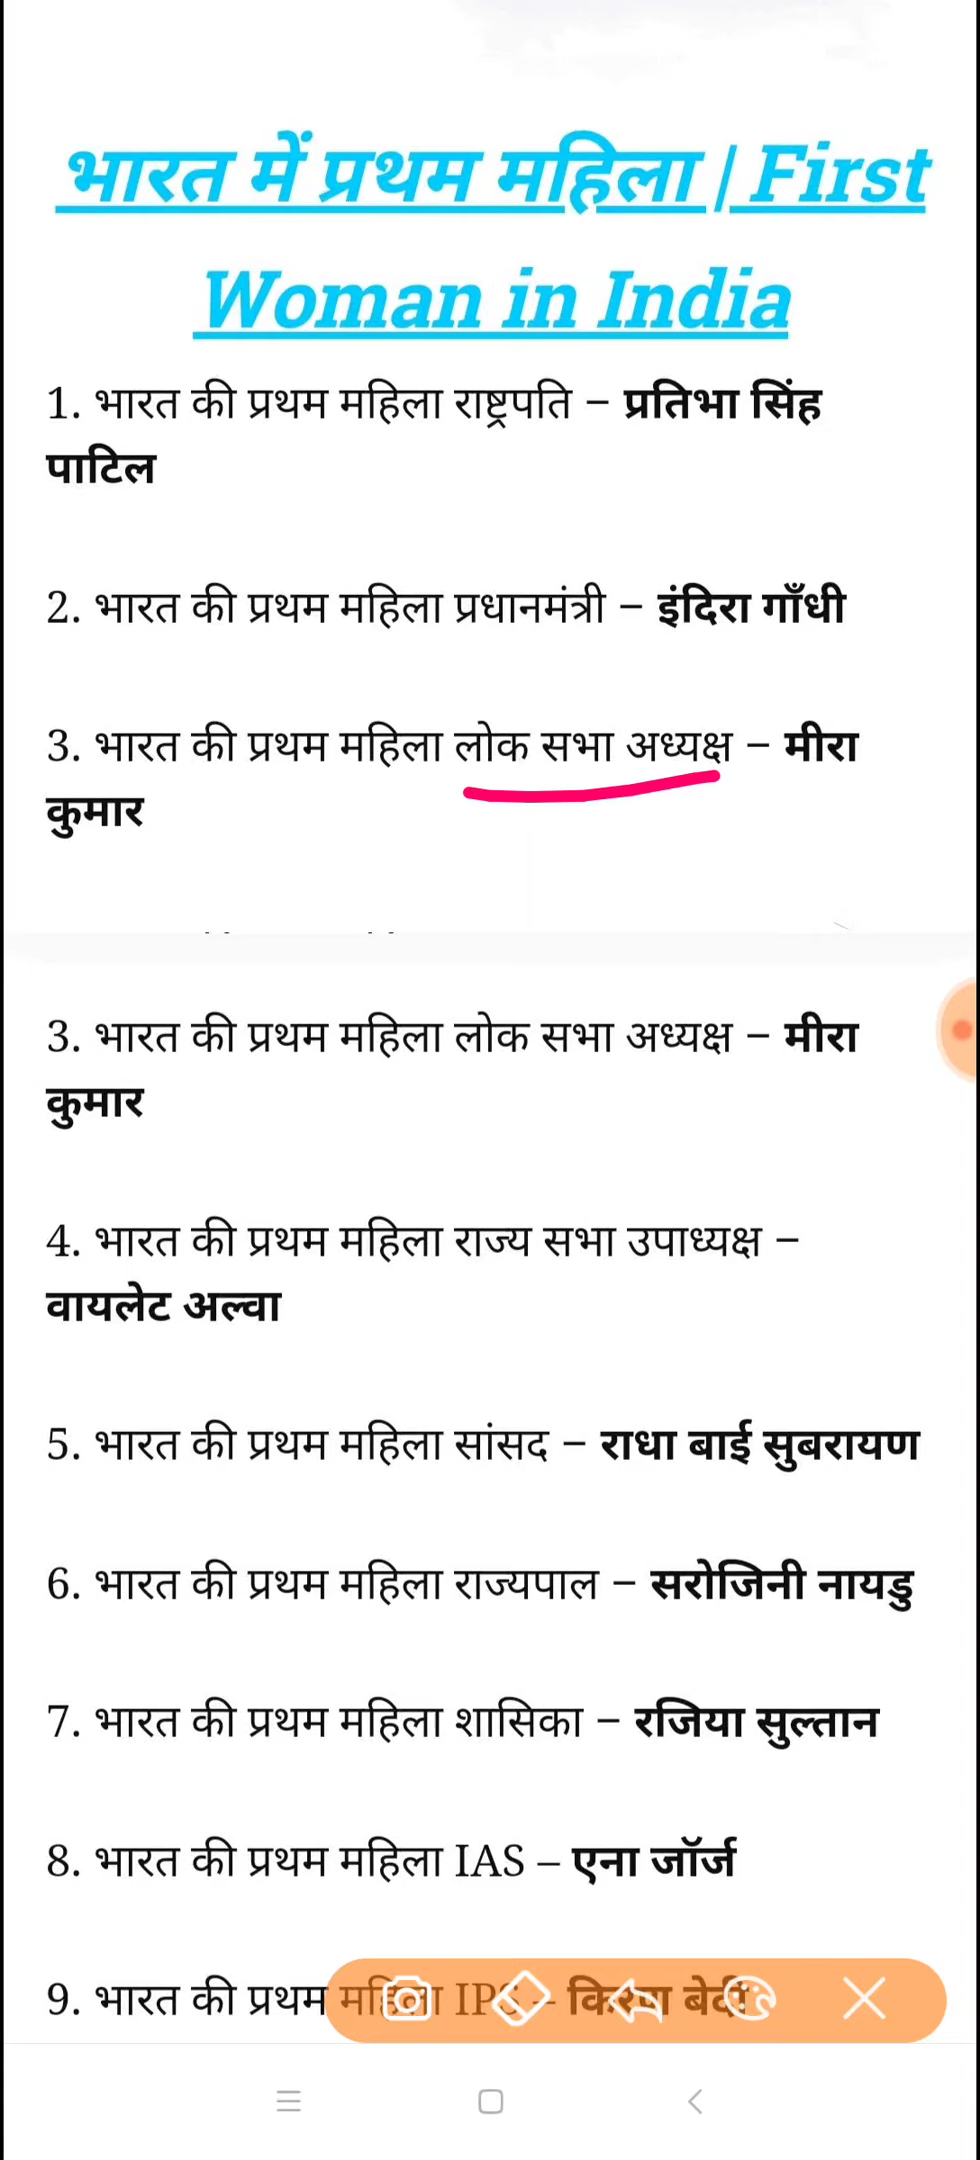 भारत में प्रथम महिला | First
Woman in India
1. भारत की प्रथम महिला राष्ट्रपति – प्रतिभा सिंह
पाटिल
2. भारत की प्रथम महिला प्रधानमंत्री – इंदिरा गाँधी
3. भारत की प्रथम महिला लोक सभा अध्यक्ष – मीरा
कुमार
3. भारत की प्रथम महिला लोक सभा अध्यक्ष – मीरा
कुमार
4. भारत की प्रथम महिला राज्य सभा उपाध्यक्ष –
वायलेट अल्वा
5. भारत की प्रथम महिला सांसद – राधा बाई सुबरायण
6. भारत की प्रथम महिला राज्यपाल – सरोजिनी नायडु
7. भारत की प्रथम महिला शासिका – रजिया सुल्तान
8. भारत की प्रथम महिला IAS – एना जॉर्ज
9. भारत की प्रथम महिला IPS – किरण बेदी